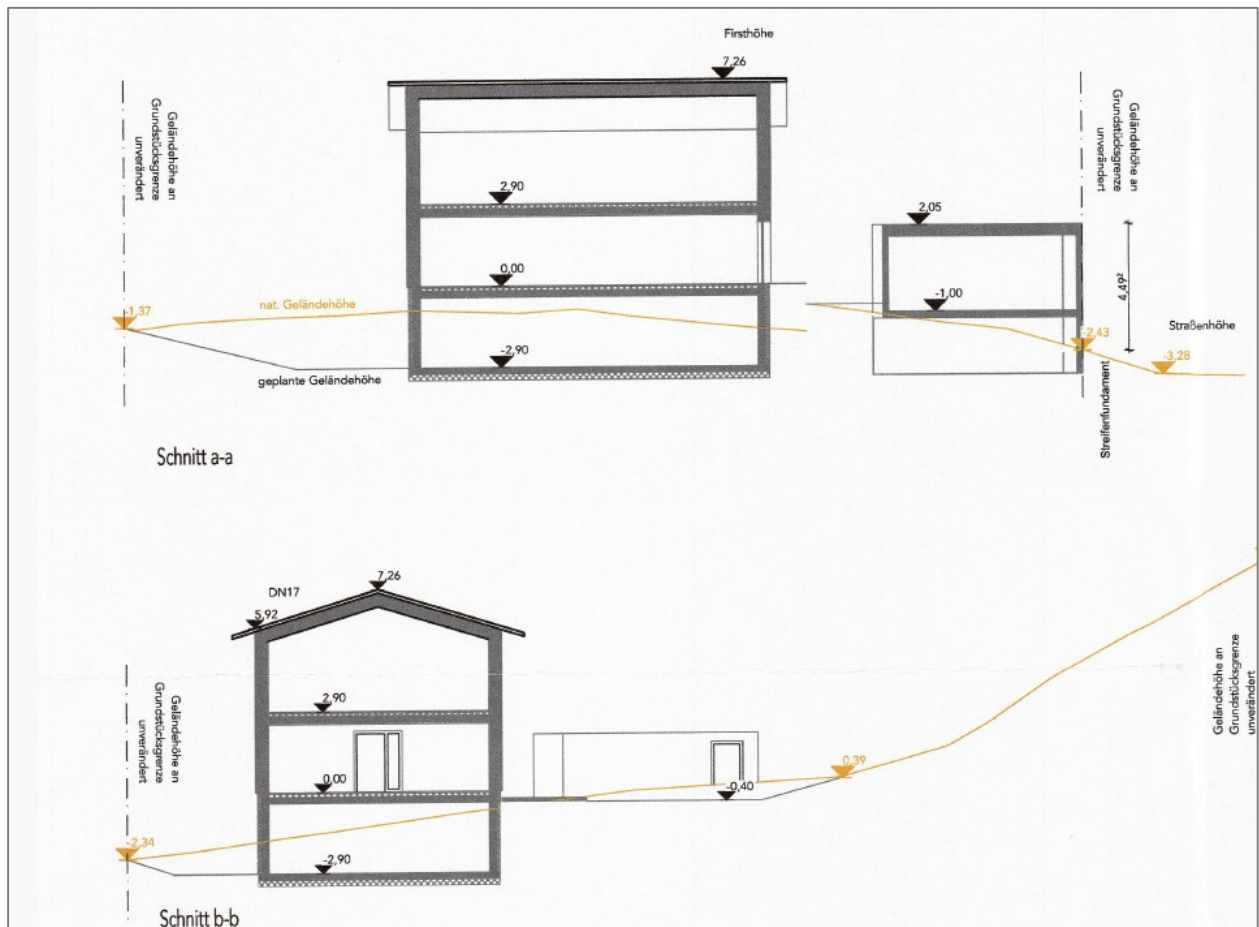 Firsthöhe
7,26
Geländehöhe an
Grundstücksgrenze
unverändert
Geländehöhe an
Grundstücksgrenze
unverändert
2,90
2,05
0,00
4,49²
-1,37
nat. Geländehöhe
-1,00
-2,43
Straßenhöhe
-3,28
-2,90
geplante Geländehöhe
Streifenfundament
Schnitt a-a
DN17
7,26
5,92
Geländehöhe an
Grundstücksgrenze
unverändert
Geländehöhe an
Grundstücksgrenze
unverändert
2,90
0,00
0,39
-0,40
-2,34
-2,90
Schnitt b-b